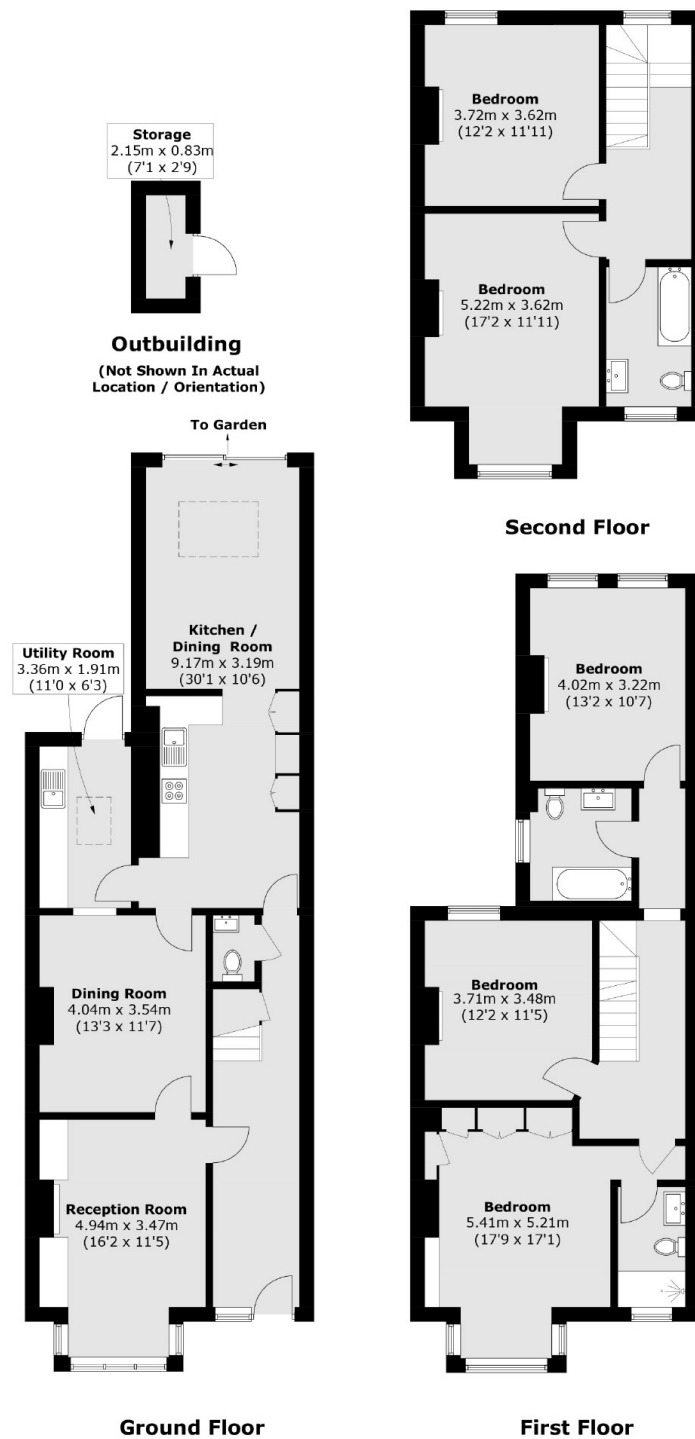 Storage
2.15m x 0.83m
(7'1 x 2'9)
Outbuilding
(Not Shown In Actual
Location / Orientation)
Bedroom
3.72m x 3.62m
(12'2 x 11'11)
Bedroom
5.22m x 3.62m
(17'2 x 11'11)
Second Floor
To Garden
Kitchen /
Dining Room
9.17m x 3.19m
(30'1 x 10'6)
Utility Room
3.36m x 1.91m
(11'0 x 6'3)
Dining Room
4.04m x 3.54m
(13'3 x 11'7)
Reception Room
4.94m x 3.47m
(16'2 x 11'5)
Ground Floor
Bedroom
4.02m x 3.22m
(13'2 x 10'7)
Bedroom
3.71m x 3.48m
(12'2 x 11'5)
Bedroom
5.41m x 5.21m
(17'9 x 17'1)
First Floor